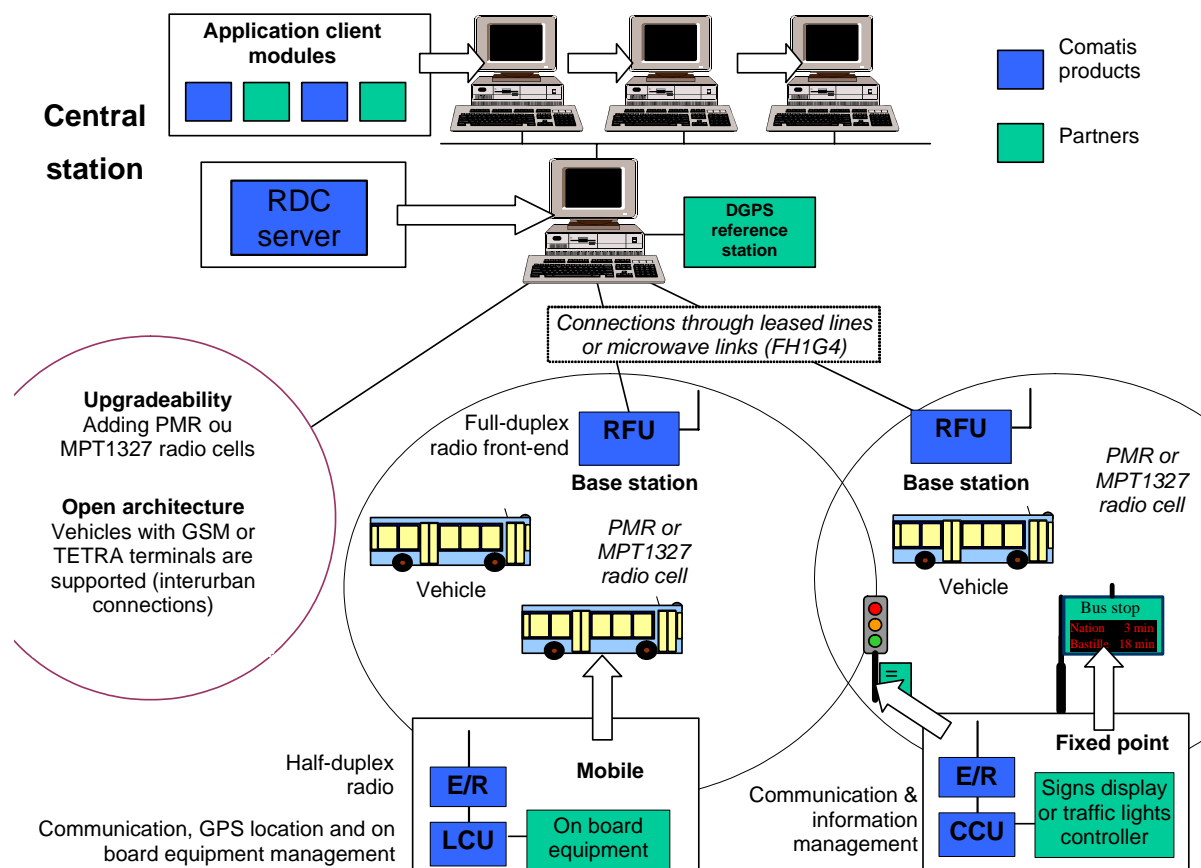 Application client
modules
Comatis
products
Central
station
Partners
RDC
server
DGPS
reference
station
Connections through leased lines
or microwave links (FH1G4)
Upgradeability
Adding PMR ou
MPT1327 radio cells
Open architecture
Vehicles with GSM or
TETRA terminals are
supported (interurban
connections)
Full-duplex
radio front-end
RFU
Base station
PMR or
MPT1327
radio cell
Vehicle
RFU
Base station
PMR or
MPT1327
radio cell
Vehicle
Bus stop
Nation 3 min
Bastille 18 min
=
Half-duplex
radio
E/R
Mobile
Communication, GPS location and on
board equipment management
LCU
On board
equipment
Communication &
information
management
Fixed point
E/R
CCU
Signs display
or traffic lights
controller